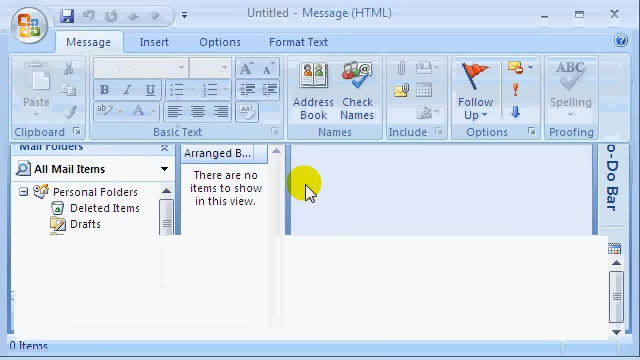 Untitled - Message (HTML)
Message Insert Options Format Text
Paste
B I U
Address Book
Check Names
Follow Up
ABC
Spelling
Clipboard Basic Text Names Include Options Proofing
Mail Folders
All Mail Items
Personal Folders
Deleted Items
Drafts
Arranged B...
There are no
items to show
in this view.
o-Do Bar
0 Items